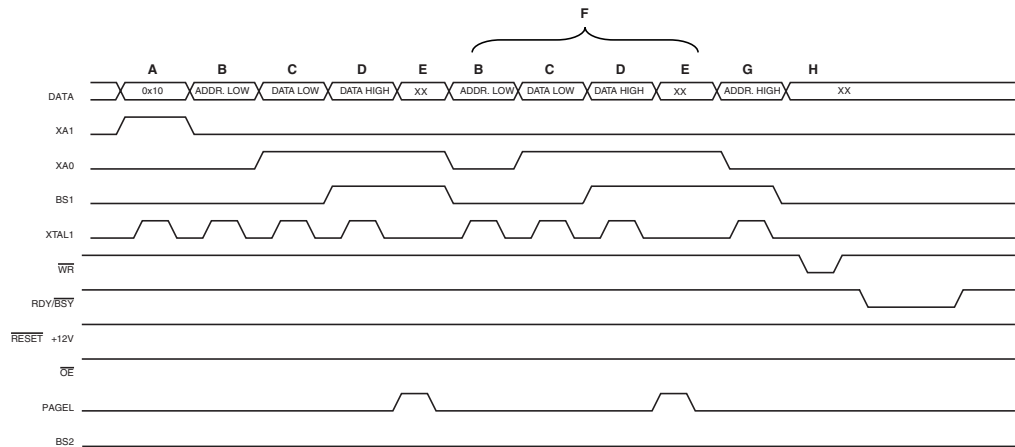 F
A B C D E B C D E G H
DATA 0x10 ADDR. LOW DATA LOW DATA HIGH XX ADDR. LOW DATA LOW DATA HIGH XX ADDR. HIGH XX
XA1
XA0
BS1
XTAL1
WR
RDY/BSY
RESET +12V
OE
PAGEL
BS2